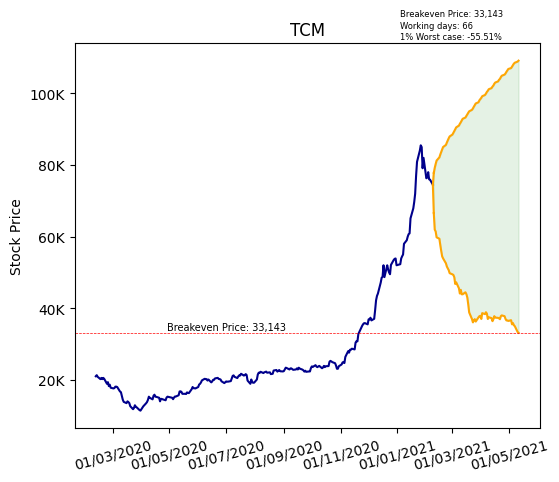 Breakeven Price: 33,143
Working days: 66
1% Worst case: -55.51%
TCM
Stock Price
100K
80K
60K
40K
20K
Breakeven Price: 33,143
01/03/2020
01/05/2020
01/07/2020
01/09/2020
01/11/2020
01/01/2021
01/03/2021
01/05/2021